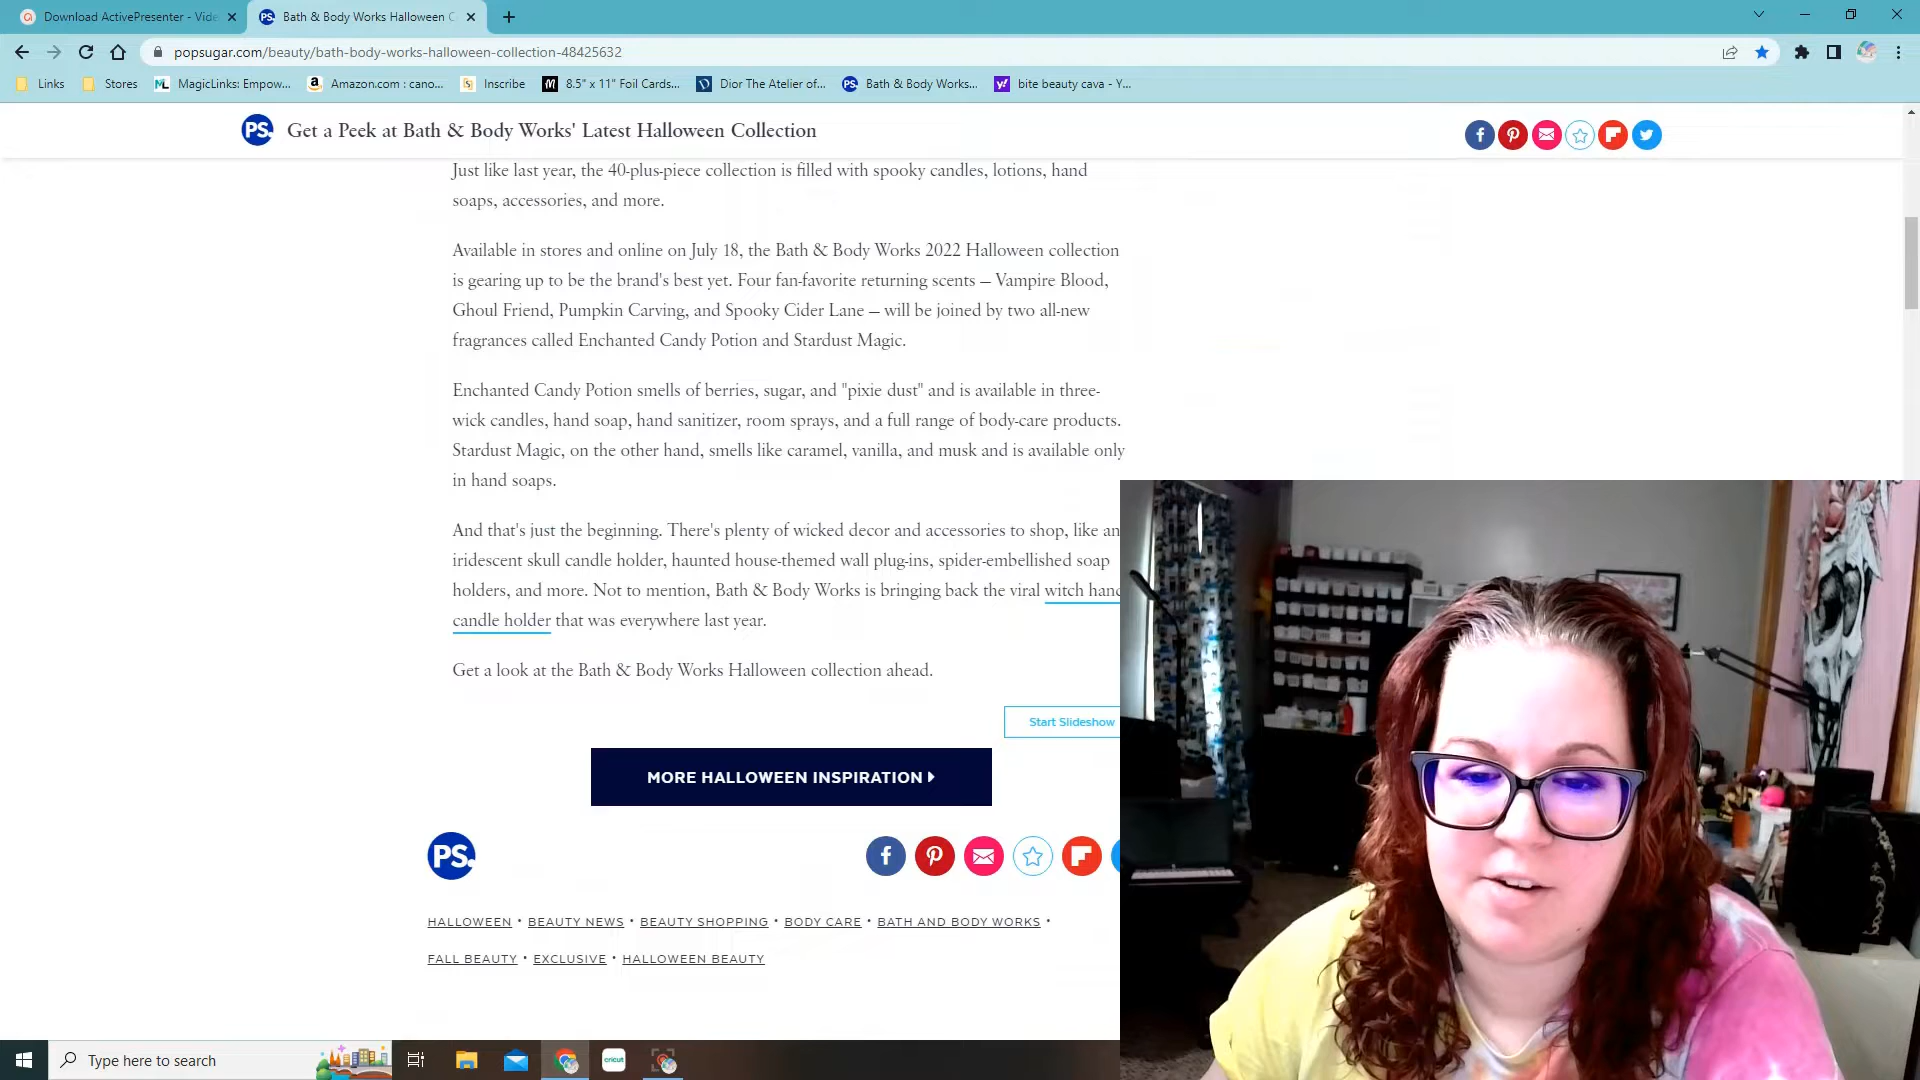 Download ActivePresenter - Vide
Bath & Body Works Halloween C
popsugar.com/beauty/bath-body-works-halloween-collection-48425632
Links
Stores
MagicLinks: Empow...
Amazon.com : cano...
Inscribe
8.5" x 11" Foil Cards...
Dior The Atelier of...
Bath & Body Works...
bite beauty cava - Y...
PS.
Get a Peek at Bath & Body Works' Latest Halloween Collection
Just like last year, the 40-plus-piece collection is filled with spooky candles, lotions, hand
soaps, accessories, and more.
Available in stores and online on July 18, the Bath & Body Works 2022 Halloween collection
is gearing up to be the brand's best yet. Four fan-favorite returning scents — Vampire Blood,
Ghoul Friend, Pumpkin Carving, and Spooky Cider Lane — will be joined by two all-new
fragrances called Enchanted Candy Potion and Stardust Magic.
Enchanted Candy Potion smells of berries, sugar, and "pixie dust" and is available in three-
wick candles, hand soap, hand sanitizer, room sprays, and a full range of body-care products.
Stardust Magic, on the other hand, smells like caramel, vanilla, and musk and is available only
in hand soaps.
And that's just the beginning. There's plenty of wicked decor and accessories to shop, like an
iridescent skull candle holder, haunted house-themed wall plug-ins, spider-embellished soap
holders, and more. Not to mention, Bath & Body Works is bringing back the viral witch hand
candle holder that was everywhere last year.
Get a look at the Bath & Body Works Halloween collection ahead.
Start Slideshow
MORE HALLOWEEN INSPIRATION
PS.
HALLOWEEN • BEAUTY NEWS • BEAUTY SHOPPING • BODY CARE • BATH AND BODY WORKS •
FALL BEAUTY • EXCLUSIVE • HALLOWEEN BEAUTY
Type here to search
cricut